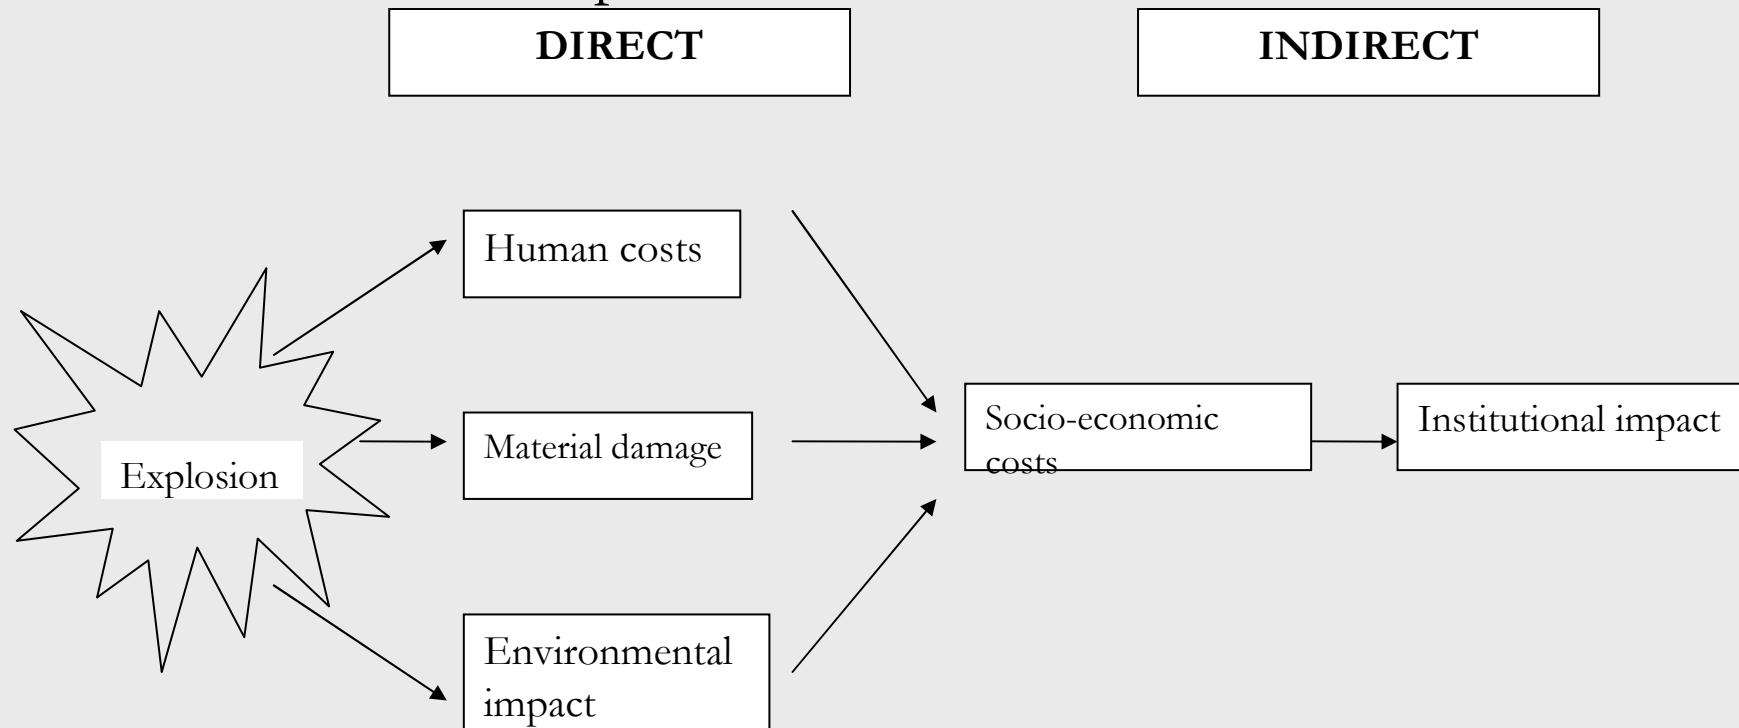 DIRECT
INDIRECT
Human costs
Explosion
Material damage
Environmental
impact
Socio-economic
costs
Institutional impact